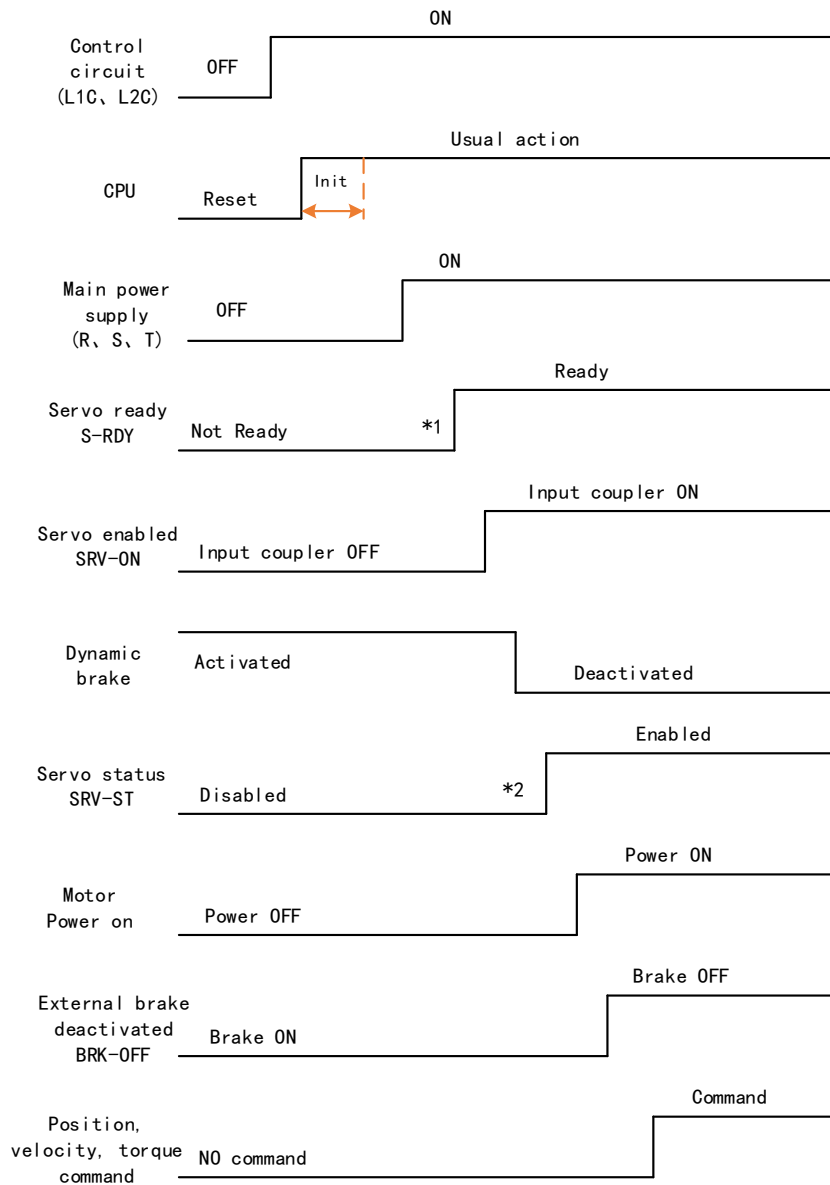 ON
Control
circuit
(L1C、L2C)
OFF
Usual action
CPU
Reset
Init
ON
Main power
supply
(R、S、T)
OFF
Ready
Servo ready
S-RDY
Not Ready
*1
Input coupler ON
Servo enabled
SRV-ON
Input coupler OFF
Dynamic
brake
Activated
Deactivated
Enabled
Servo status
SRV-ST
Disabled
*2
Power ON
Motor
Power on
Power OFF
Brake OFF
External brake
deactivated
BRK-OFF
Brake ON
Command
Position,
velocity, torque
command
NO command